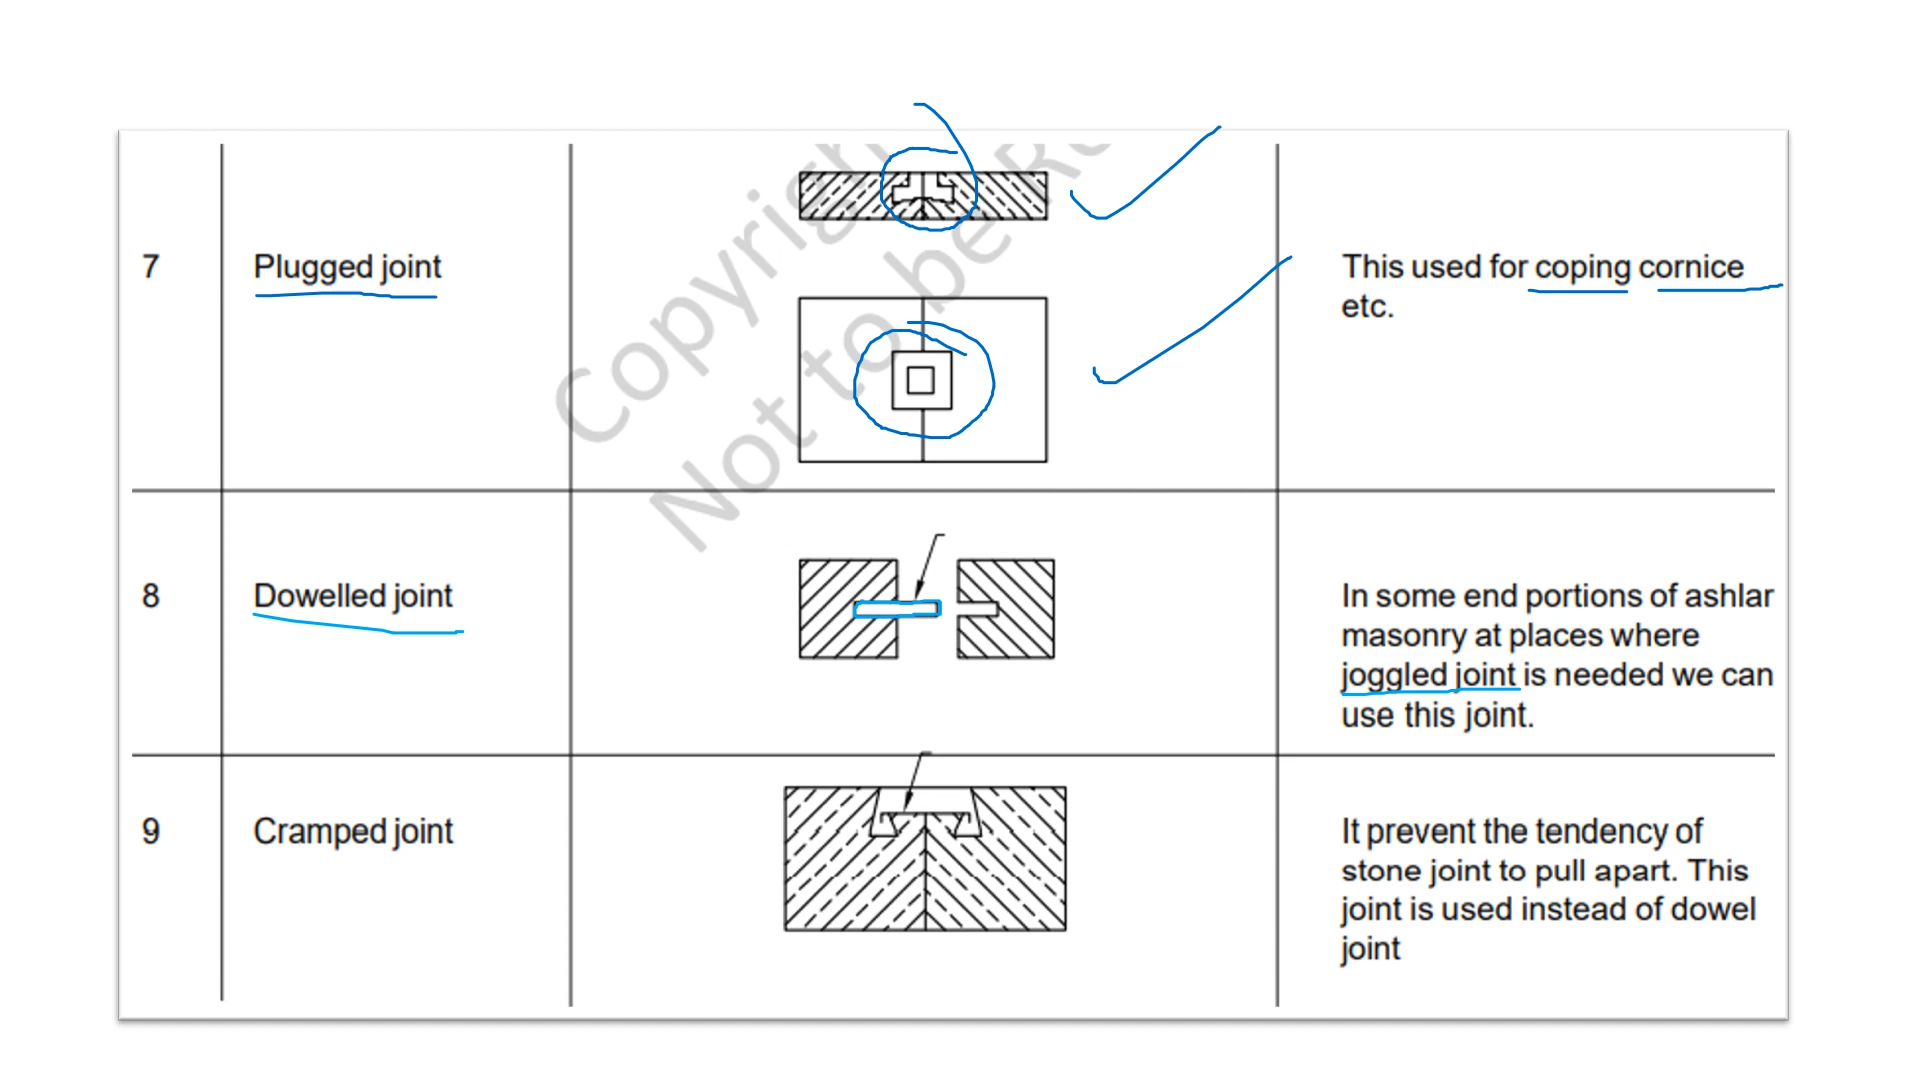 Copyright
Not to be Re
7
Plugged joint
This used for coping cornice
etc.
8
Dowelled joint
In some end portions of ashlar
masonry at places where
joggled joint is needed we can
use this joint.
9
Cramped joint
It prevent the tendency of
stone joint to pull apart. This
joint is used instead of dowel
joint